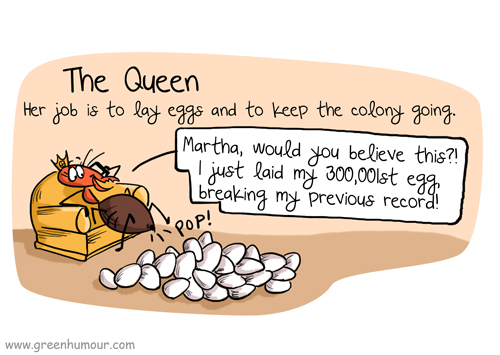 The Queen
Her job is to lay eggs and to keep the colony going.
Martha, would you believe this?!
I just laid my 300,001st egg,
breaking my previous record!
POP!
www.greenhumour.com